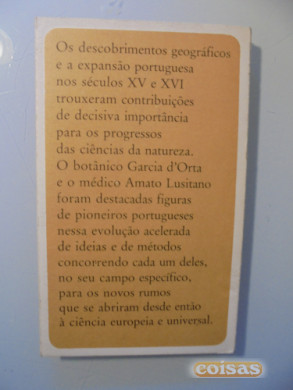 Os descobrimentos geográficos
e a expansão portuguesa
nos séculos XV e XVI
trouxeram contribuições
de decisiva importância
para os progressos
das ciências da natureza.
O botânico Garcia d'Orta
e o médico Amato Lusitano
foram destacadas figuras
de pioneiros portugueses
nessa evolução acelerada
de ideias e de métodos
concorrendo cada um deles,
no seu campo específico,
para os novos rumos
que se abriram desde então
à ciência europeia e universal.
coisas